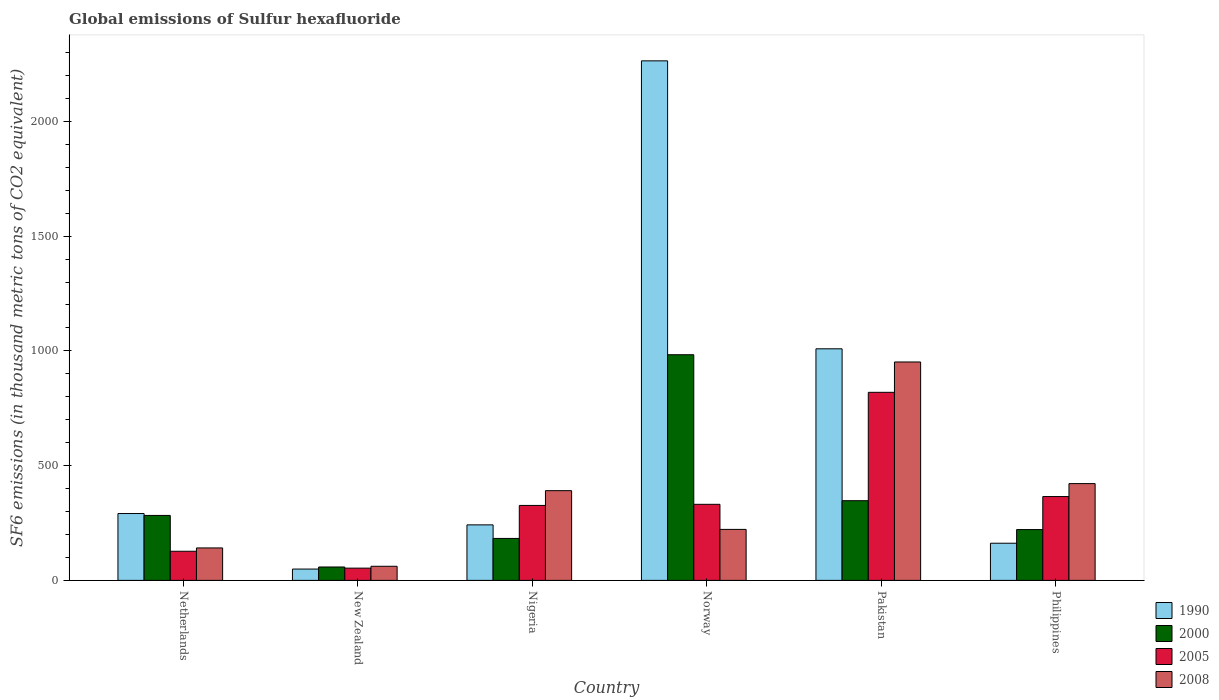 Global emissions of Sulfur hexafluoride
SF6 emissions (in thousand metric tons of CO2 equivalent)
2000
1500
1000
500
0
Netherlands
New Zealand
Nigeria
Norway
Pakistan
Philippines
Country
1990
2000
2005
2008